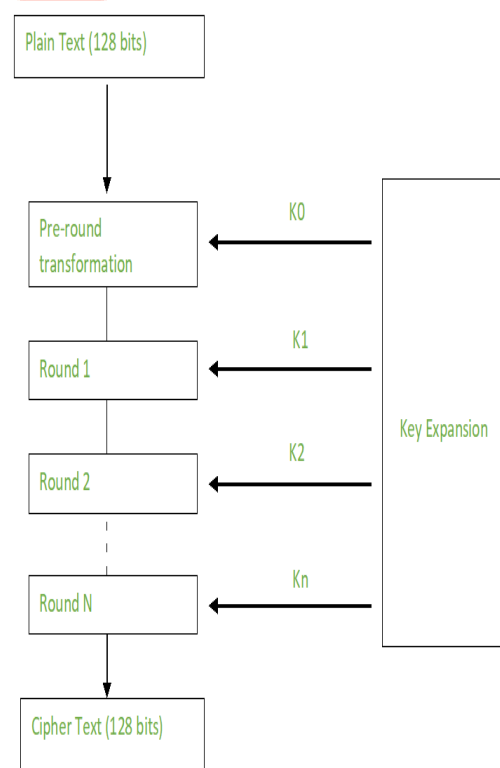 Plain Text (128 bits)
Pre-round
transformation
K0
Round 1
K1
Key Expansion
Round 2
K2
Round N
Kn
Cipher Text (128 bits)